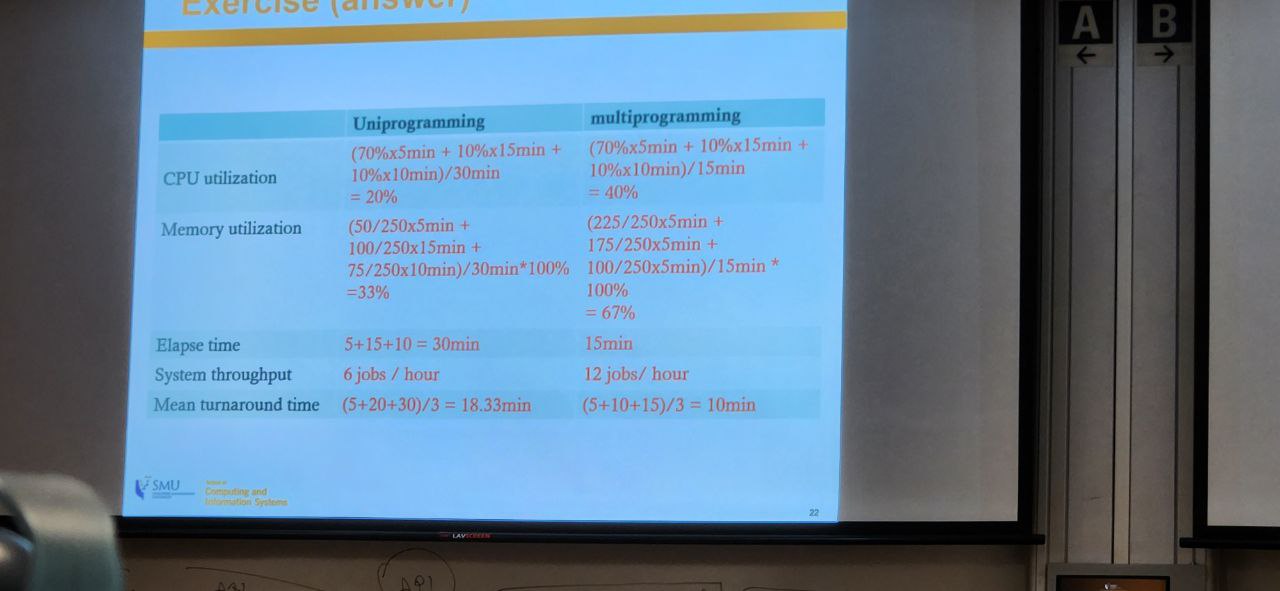 Exercise (answer)
A
←
B
→
Uniprogramming
multiprogramming
CPU utilization
(70%x5min + 10%x15min +
10%x10min)/30min
= 20%
(70%x5min + 10%x15min +
10%x10min)/15min
= 40%
Memory utilization
(50/250x5min +
100/250x15min +
75/250x10min)/30min*100%
=33%
(225/250x5min +
175/250x5min +
100/250x5min)/15min *
100%
= 67%
Elapse time
5+15+10 = 30min
15min
System throughput
6 jobs / hour
12 jobs/ hour
Mean turnaround time
(5+20+30)/3 = 18.33min
(5+10+15)/3 = 10min
SMU
School of
Computing and
Information Systems
22
LAVSCREEN